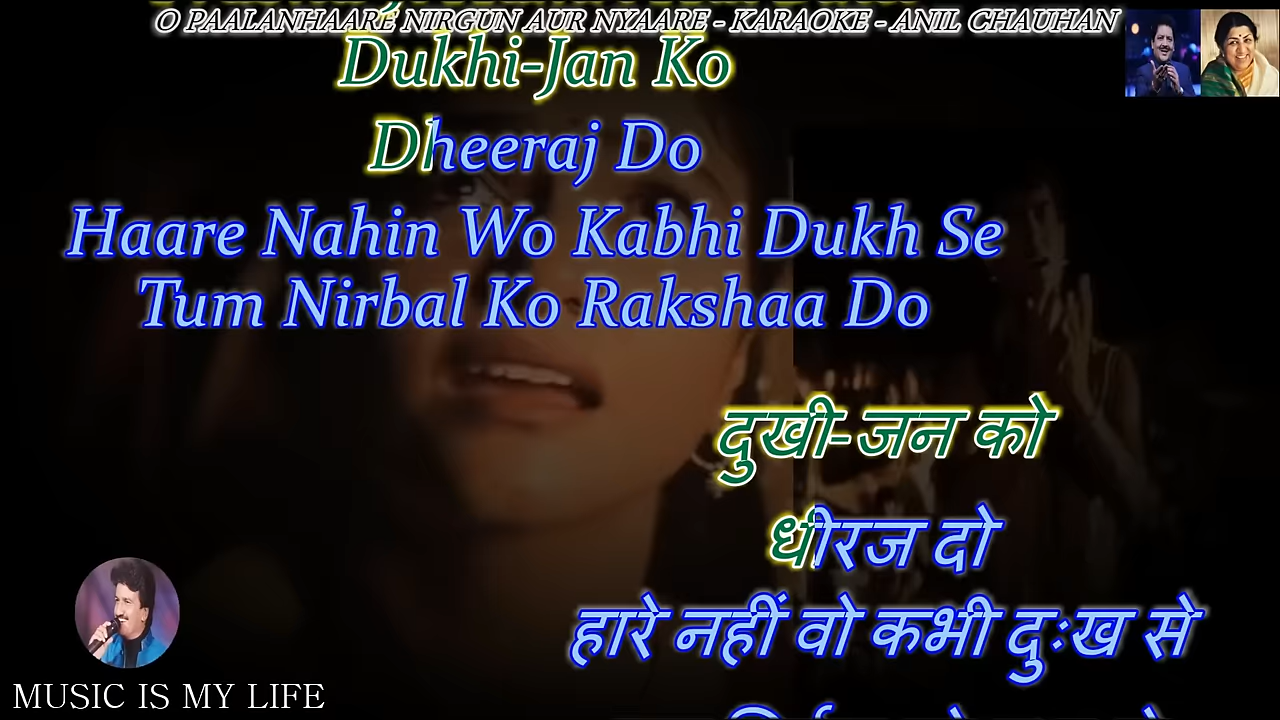 O PAALANHAARE NIRGUN AUR NYAARE - KARAOKE - ANIL CHAUHAN
Dukhi-Jan Ko
Dheeraj Do
Haare Nahin Wo Kabhi Dukh Se
Tum Nirbal Ko Rakshaa Do
दुखी-जन को
धीरज दो
हारे नहीं वो कभी दुःख से
MUSIC IS MY LIFE